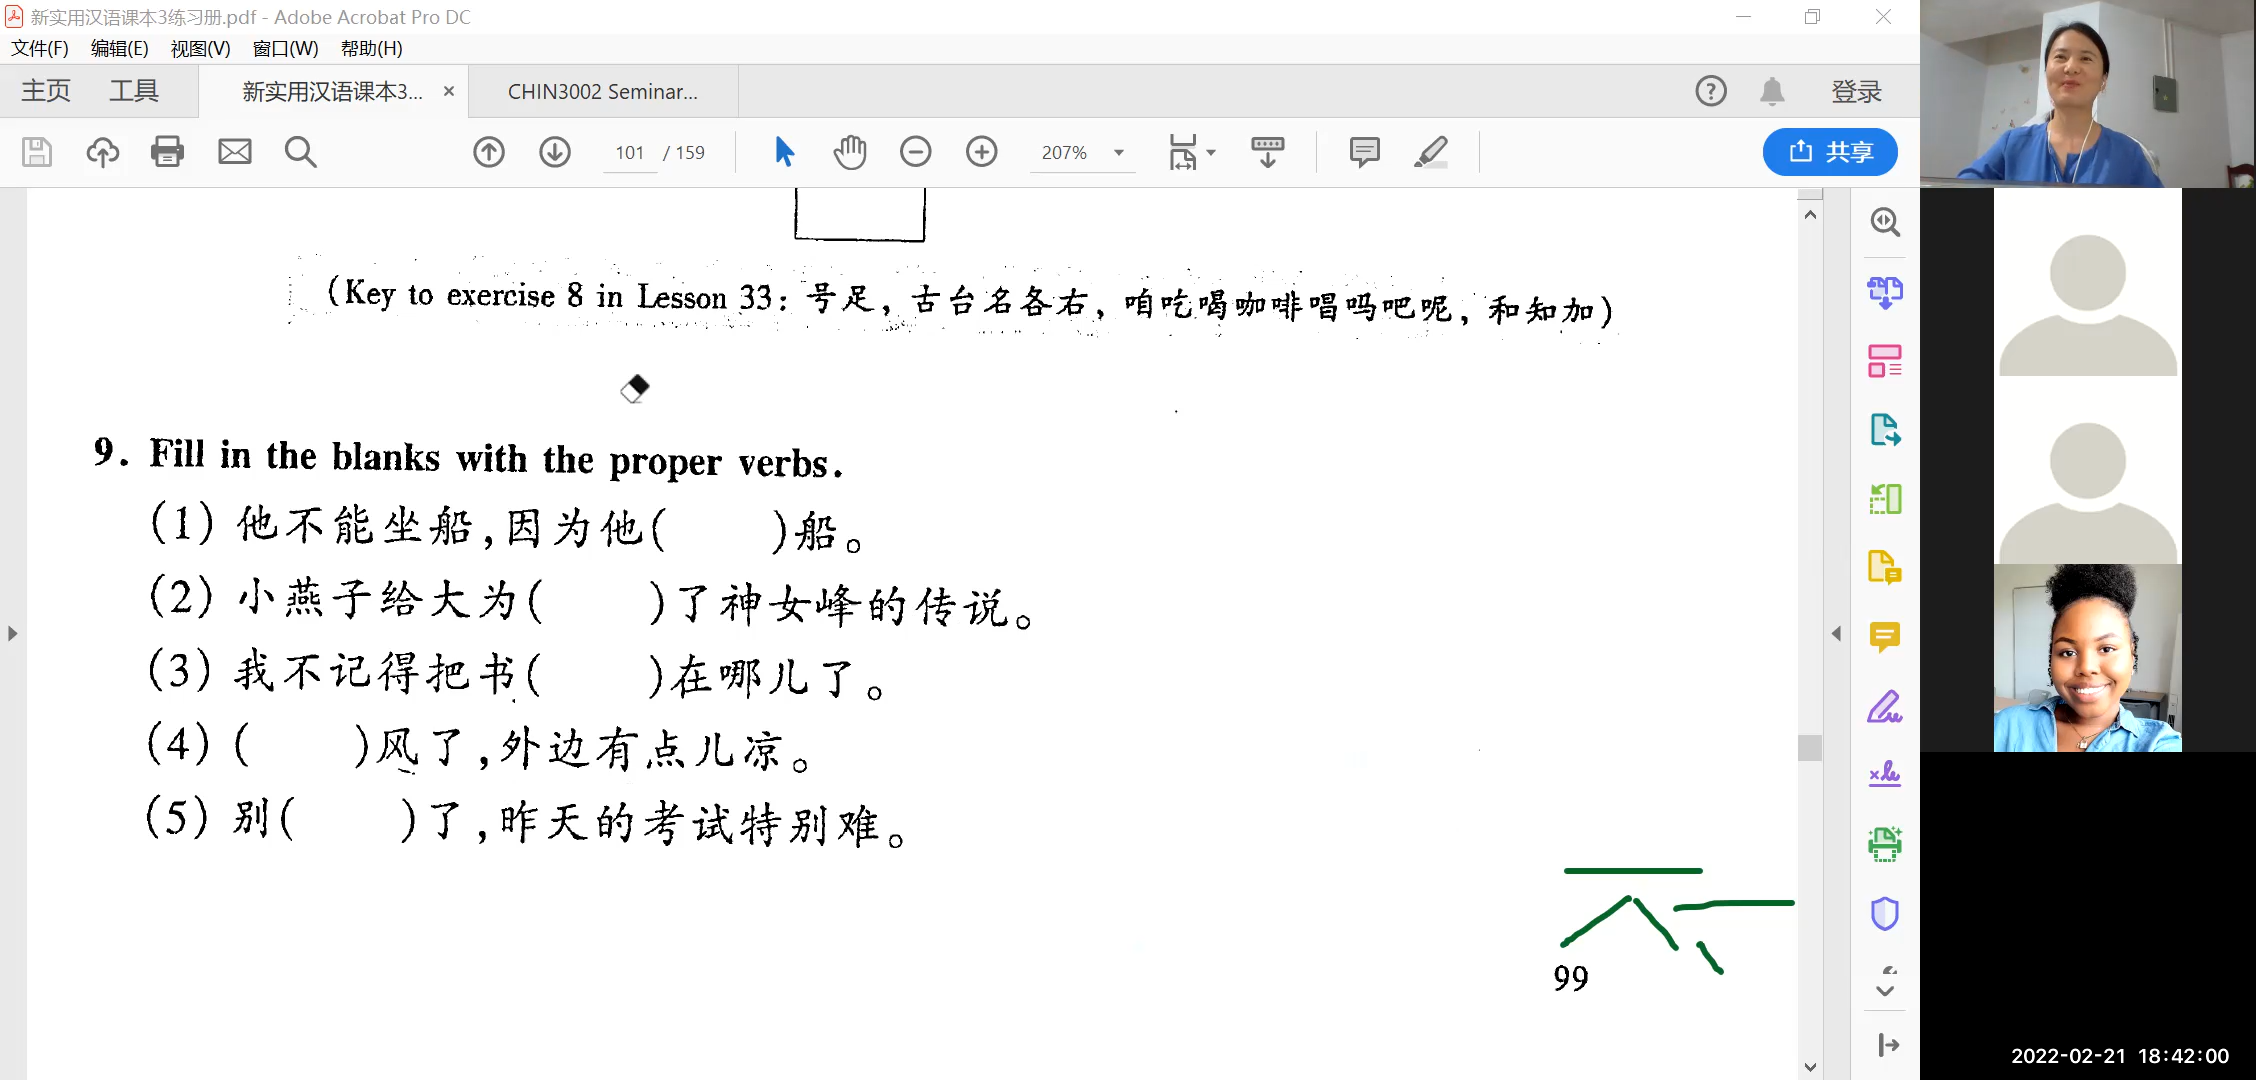 新实用汉语课本3练习册.pdf - Adobe Acrobat Pro DC
文件(F) 编辑(E) 视图(V) 窗口(W) 帮助(H)
主页 工具 新实用汉语课本3... × CHIN3002 Seminar... 登录
101 / 159 207% 共享
(Key to exercise 8 in Lesson 33: 号足, 古台名各右, 咱吃喝咖啡唱吗吧呢, 和知加)
9. Fill in the blanks with the proper verbs.
(1) 他不能坐船,因为他( )船。
(2) 小燕子给大为( )了神女峰的传说。
(3) 我不记得把书( )在哪儿了。
(4) ( )风了,外边有点儿凉。
(5) 别( )了,昨天的考试特别难。
99
2022-02-21 18:42:00